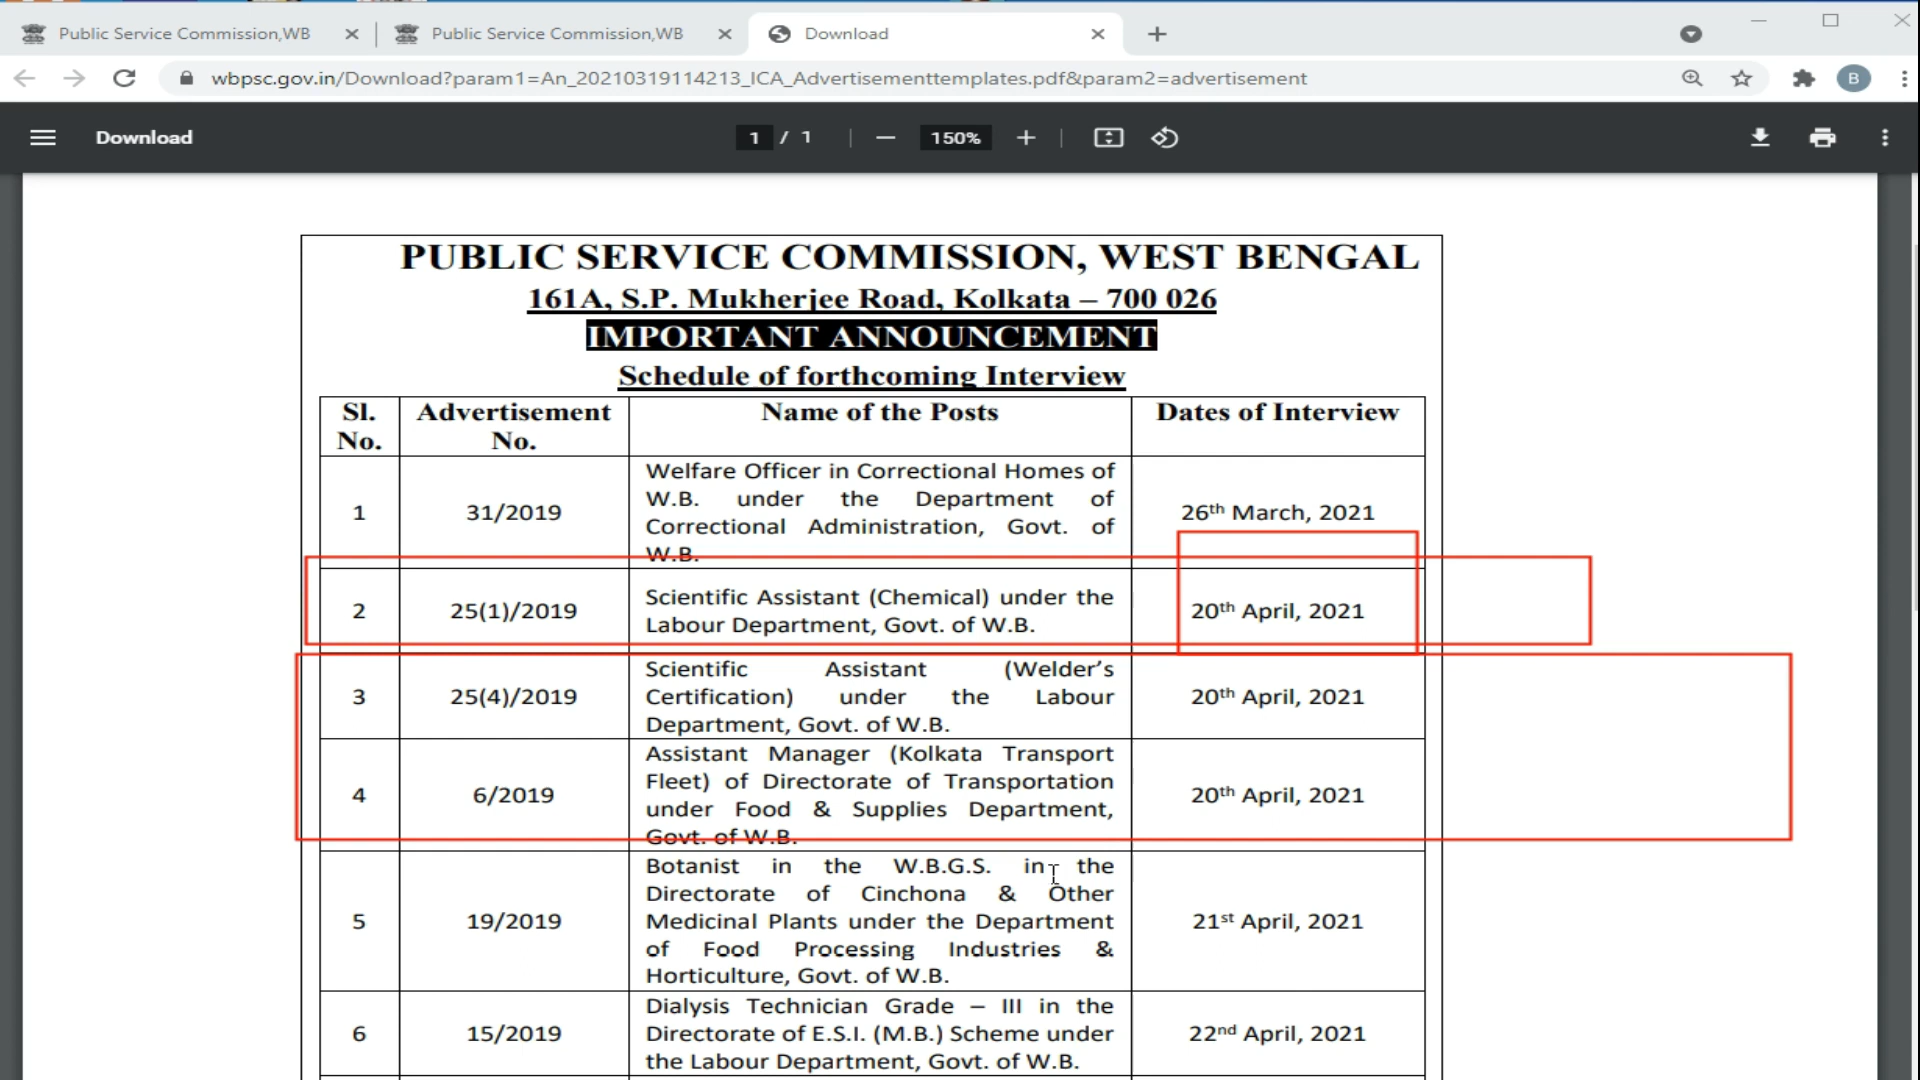 Public Service Commission,WB
Public Service Commission,WB
Download
wbpsc.gov.in/Download?param1=An_20210319114213_ICA_Advertisementtemplates.pdf&param2=advertisement
B
Download
1 / 1
150%
PUBLIC SERVICE COMMISSION, WEST BENGAL
161A, S.P. Mukherjee Road, Kolkata – 700 026
IMPORTANT ANNOUNCEMENT
Schedule of forthcoming Interview
Sl. No.
Advertisement No.
Name of the Posts
Dates of Interview
1
31/2019
Welfare Officer in Correctional Homes of
W.B. under the Department of
Correctional Administration, Govt. of
W.B.
26th March, 2021
2
25(1)/2019
Scientific Assistant (Chemical) under the
Labour Department, Govt. of W.B.
20th April, 2021
3
25(4)/2019
Scientific Assistant (Welder’s
Certification) under the Labour
Department, Govt. of W.B.
20th April, 2021
4
6/2019
Assistant Manager (Kolkata Transport
Fleet) of Directorate of Transportation
under Food & Supplies Department,
Govt. of W.B.
20th April, 2021
5
19/2019
Botanist in the W.B.G.S. in the
Directorate of Cinchona & Other
Medicinal Plants under the Department
of Food Processing Industries &
Horticulture, Govt. of W.B.
21st April, 2021
6
15/2019
Dialysis Technician Grade – III in the
Directorate of E.S.I. (M.B.) Scheme under
the Labour Department, Govt. of W.B.
22nd April, 2021